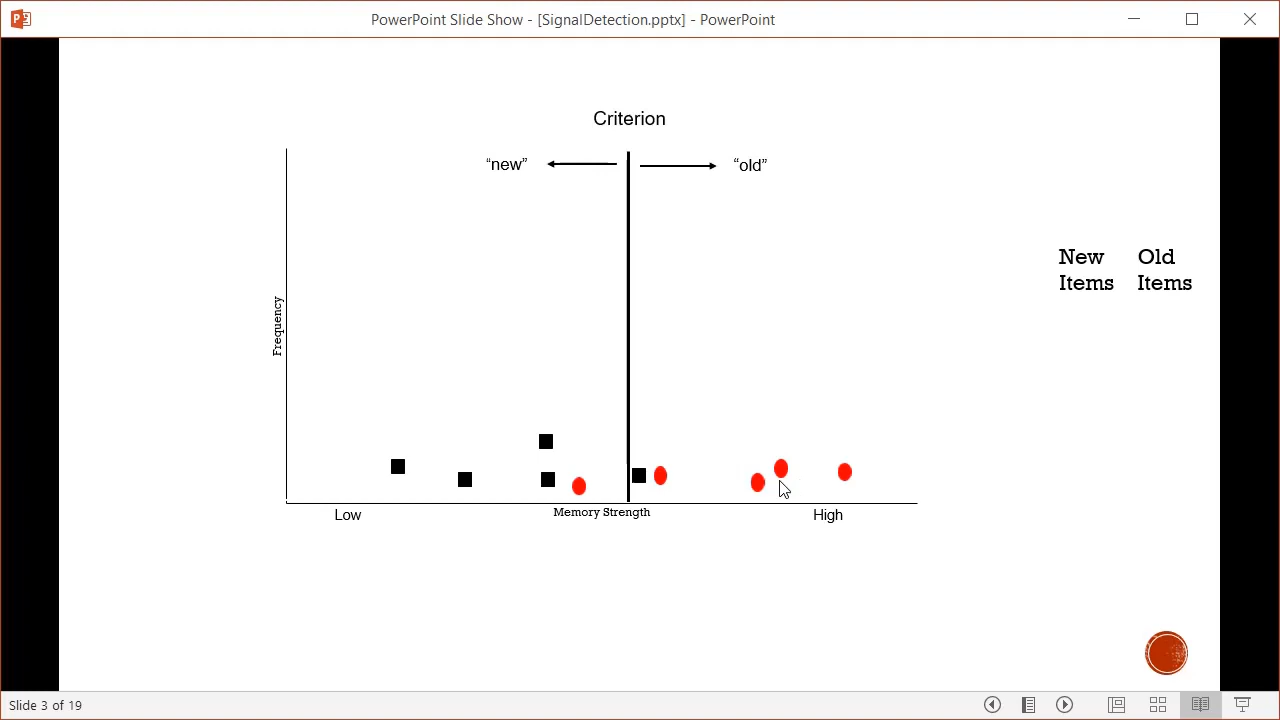 PowerPoint Slide Show - [SignalDetection.pptx] - PowerPoint
Criterion
“new”
“old”
New Old
Items Items
Frequency
Low
Memory Strength
High
Slide 3 of 19